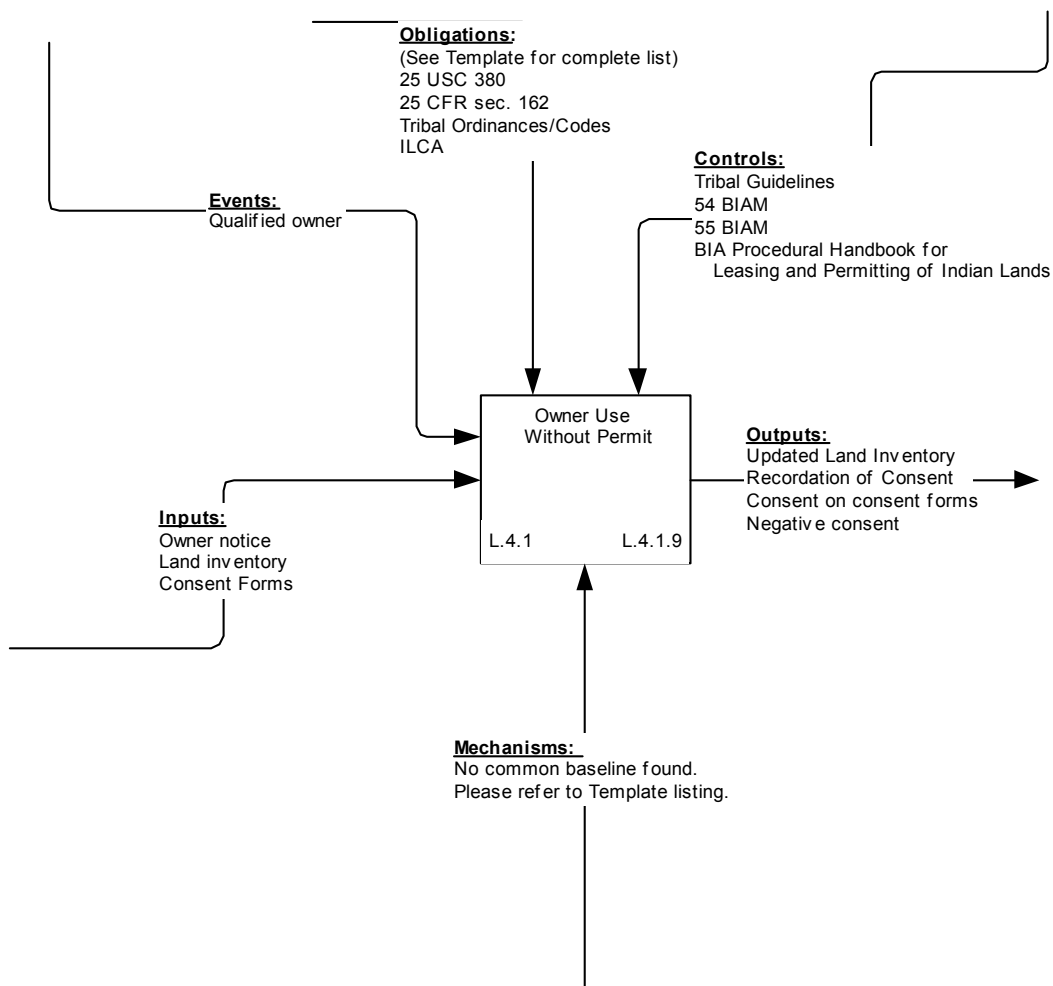 Obligations:
(See Template for complete list)
25 USC 380
25 CFR sec. 162
Tribal Ordinances/Codes
ILCA
Controls:
Tribal Guidelines
54 BIAM
55 BIAM
BIA Procedural Handbook for
Leasing and Permitting of Indian Lands
Events:
Qualified owner
Owner Use
Without Permit
L.4.1 L.4.1.9
Outputs:
Updated Land Inventory
Recordation of Consent
Consent on consent forms
Negative consent
Inputs:
Owner notice
Land inventory
Consent Forms
Mechanisms:
No common baseline found.
Please refer to Template listing.